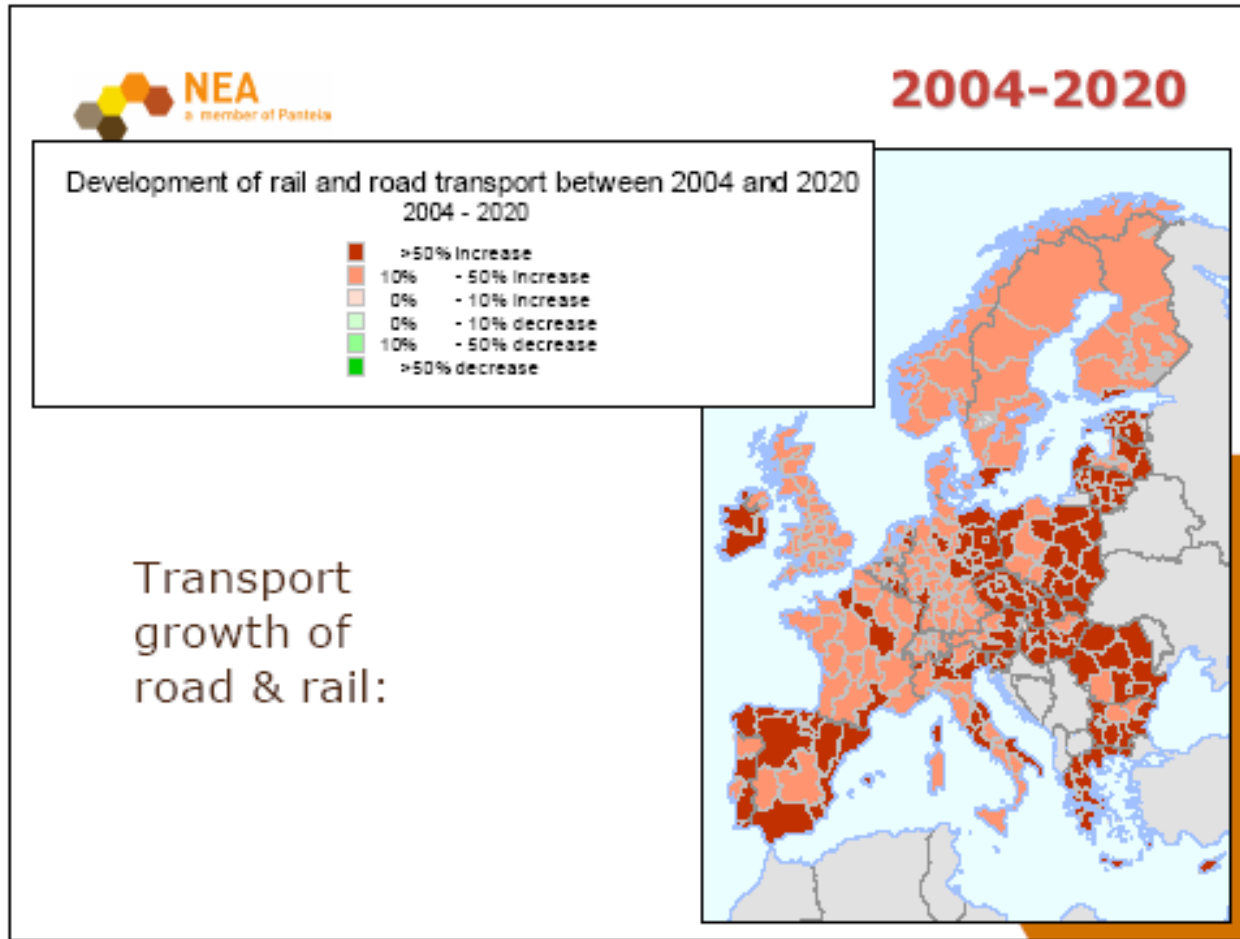 NEA
a member of Panteia
2004-2020
Development of rail and road transport between 2004 and 2020
2004 - 2020
>50% increase
10% - 50% increase
0% - 10% increase
0% - 10% decrease
10% - 50% decrease
>50% decrease
Transport
growth of
road & rail: